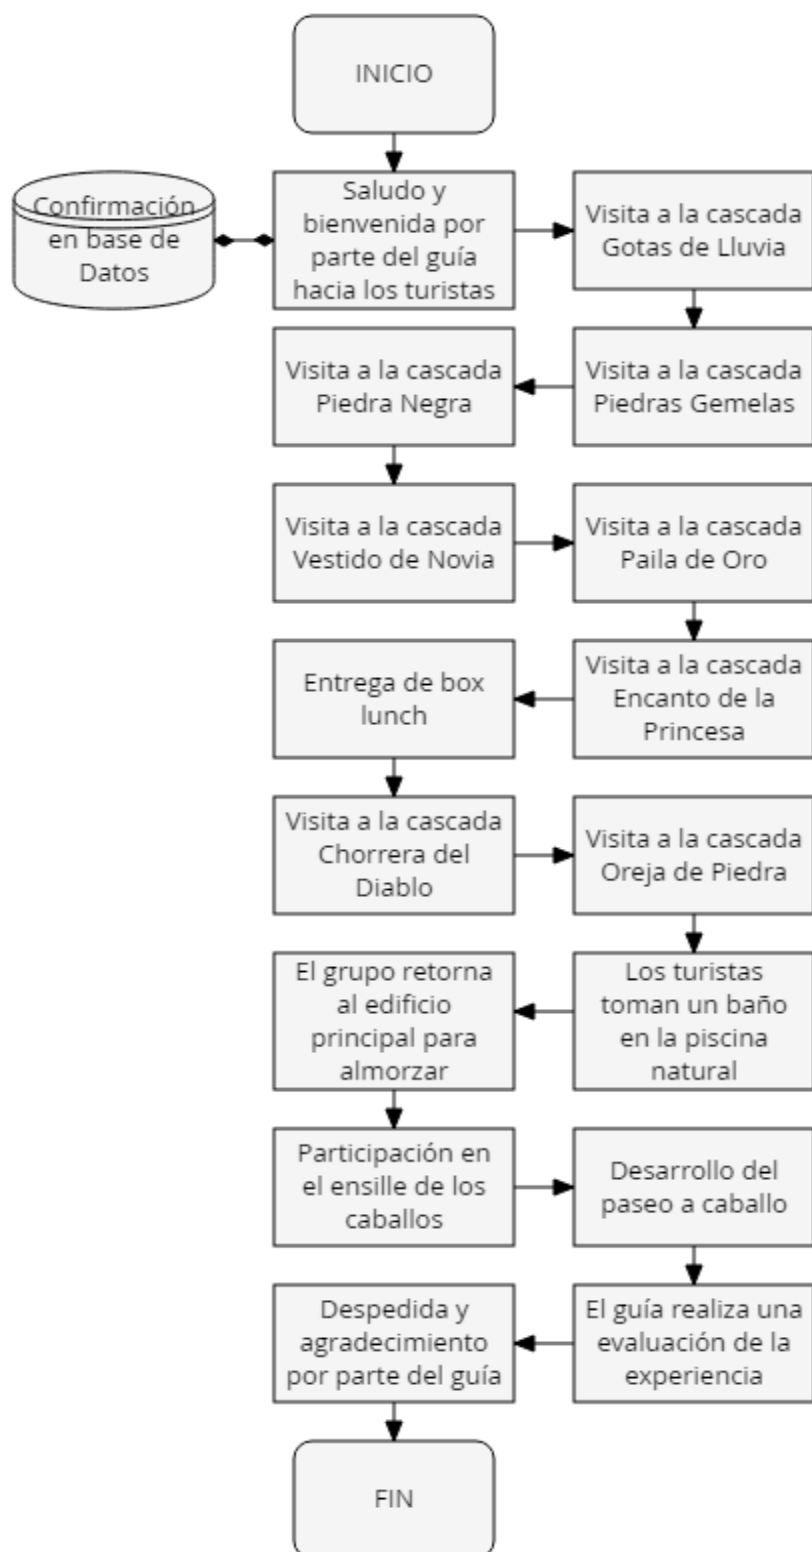 INICIO
Confirmación
en base de
Datos
Saludo y
bienvenida por
parte del guía
hacia los turistas
Visita a la cascada
Gotas de Lluvia
Visita a la cascada
Piedras Gemelas
Visita a la cascada
Piedra Negra
Visita a la cascada
Vestido de Novia
Visita a la cascada
Paila de Oro
Visita a la cascada
Encanto de la
Princesa
Entrega de box
lunch
Visita a la cascada
Chorrera del
Diablo
Visita a la cascada
Oreja de Piedra
Los turistas
toman un baño
en la piscina
natural
El grupo retorna
al edificio
principal para
almorzar
Participación en
el ensille de los
caballos
Desarrollo del
paseo a caballo
El guía realiza una
evaluación de la
experiencia
Despedida y
agradecimiento
por parte del guía
FIN